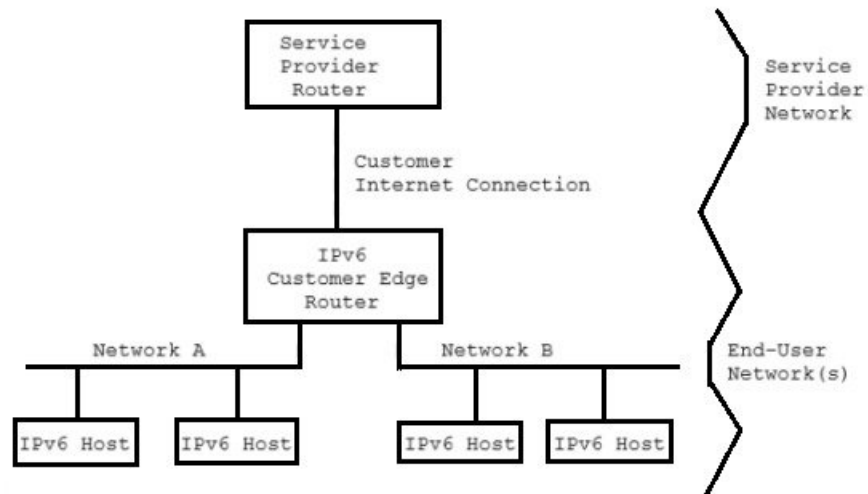 Service
Provider
Router
Service
Provider
Network
Customer
Internet Connection
IPv6
Customer Edge
Router
Network A
Network B
End-User
Network(s)
IPv6 Host
IPv6 Host
IPv6 Host
IPv6 Host